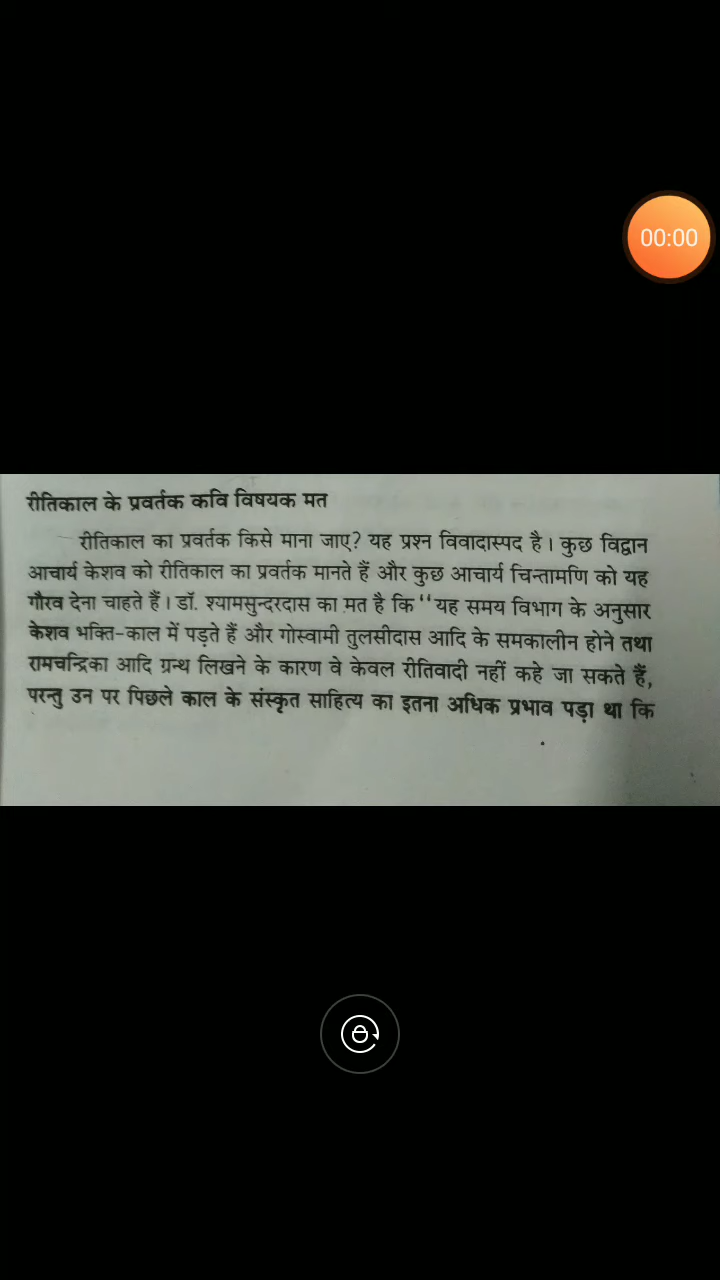 00:00
रीतिकाल के प्रवर्तक कवि विषयक मत
रीतिकाल का प्रवर्तक किसे माना जाए? यह प्रश्न विवादास्पद है। कुछ विद्वान
आचार्य केशव को रीतिकाल का प्रवर्तक मानते हैं और कुछ आचार्य चिन्तामणि को यह
गौरव देना चाहते हैं। डॉ. श्यामसुन्दरदास का मत है कि ‘‘यह समय विभाग के अनुसार
केशव भक्ति-काल में पड़ते हैं और गोस्वामी तुलसीदास आदि के समकालीन होने तथा
रामचन्द्रिका आदि ग्रन्थ लिखने के कारण वे केवल रीतिवादी नहीं कहे जा सकते हैं,
परन्तु उन पर पिछले काल के संस्कृत साहित्य का इतना अधिक प्रभाव पड़ा था कि